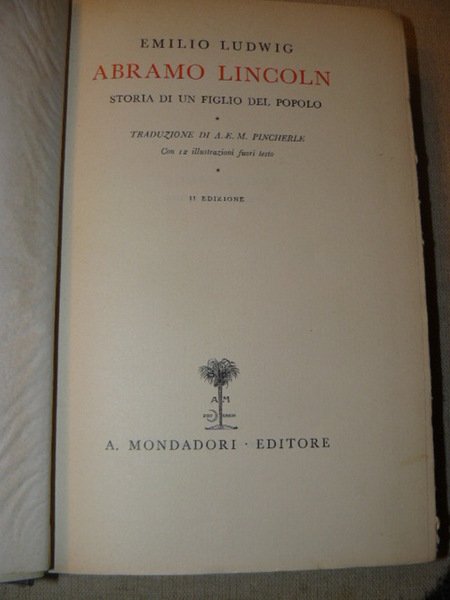 EMILIO LUDWIG
ABRAMO LINCOLN
STORIA DI UN FIGLIO DEL POPOLO
TRADUZIONE DI A. E. M. PINCHERLE
Con 12 illustrazioni fuori testo
II EDIZIONE
A M
A. MONDADORI · EDITORE